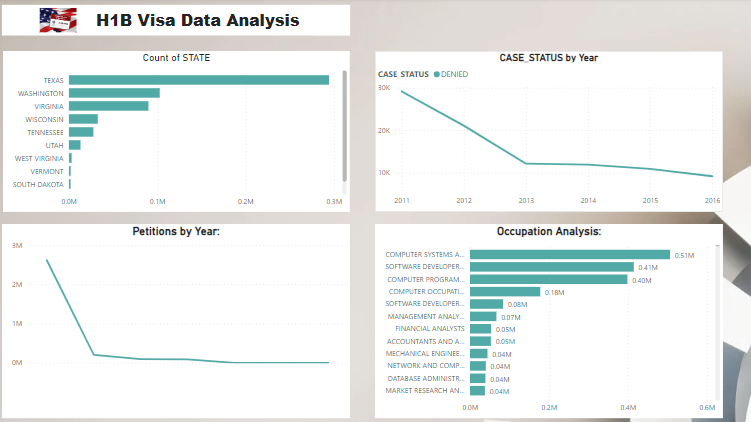 H1B Visa Data Analysis
Count of STATE
TEXAS
WASHINGTON
VIRGINIA
WISCONSIN
TENNESSEE
UTAH
WEST VIRGINIA
VERMONT
SOUTH DAKOTA
0.0M 0.1M 0.2M 0.3M
CASE_STATUS by Year
CASE STATUS DENIED
30K
20K
10K
2011 2012 2013 2014 2015 2016
Petitions by Year:
3M
2M
1M
0M
Occupation Analysis:
COMPUTER SYSTEMS A... 0.51M
SOFTWARE DEVELOPER... 0.41M
COMPUTER PROGRAM... 0.40M
COMPUTER OCCUPATI... 0.18M
SOFTWARE DEVELOPER... 0.08M
MANAGEMENT ANALY... 0.07M
FINANCIAL ANALYSTS 0.05M
ACCOUNTANTS AND A... 0.05M
MECHANICAL ENGINEE... 0.04M
NETWORK AND COMP... 0.04M
DATABASE ADMINISTR... 0.04M
MARKET RESEARCH AN... 0.04M
0.0M 0.2M 0.4M 0.6M